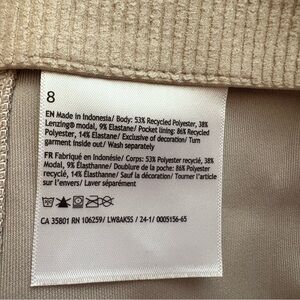 8
EN Made in Indonesia/ Body: 53% Recycled Polyester, 38%
Lenzing® modal, 9% Elastane/ Pocket lining: 86% Recycled
Polyester, 14% Elastane/ Exclusive of decoration/ Turn
garment inside out/ Wash separately
FR Fabriqué en Indonésie/ Corps: 53% Polyester recyclé, 38%
Modal, 9% Élasthanne/ Doublure de la poche: 86% Polyester
recyclé, 14% Élasthanne/ Sauf la décoration/ Tourner l'article
sur l'envers/ Laver séparément
CA 35801 RN 106259/ LW8AK5S / 24-1/ 0005156-65